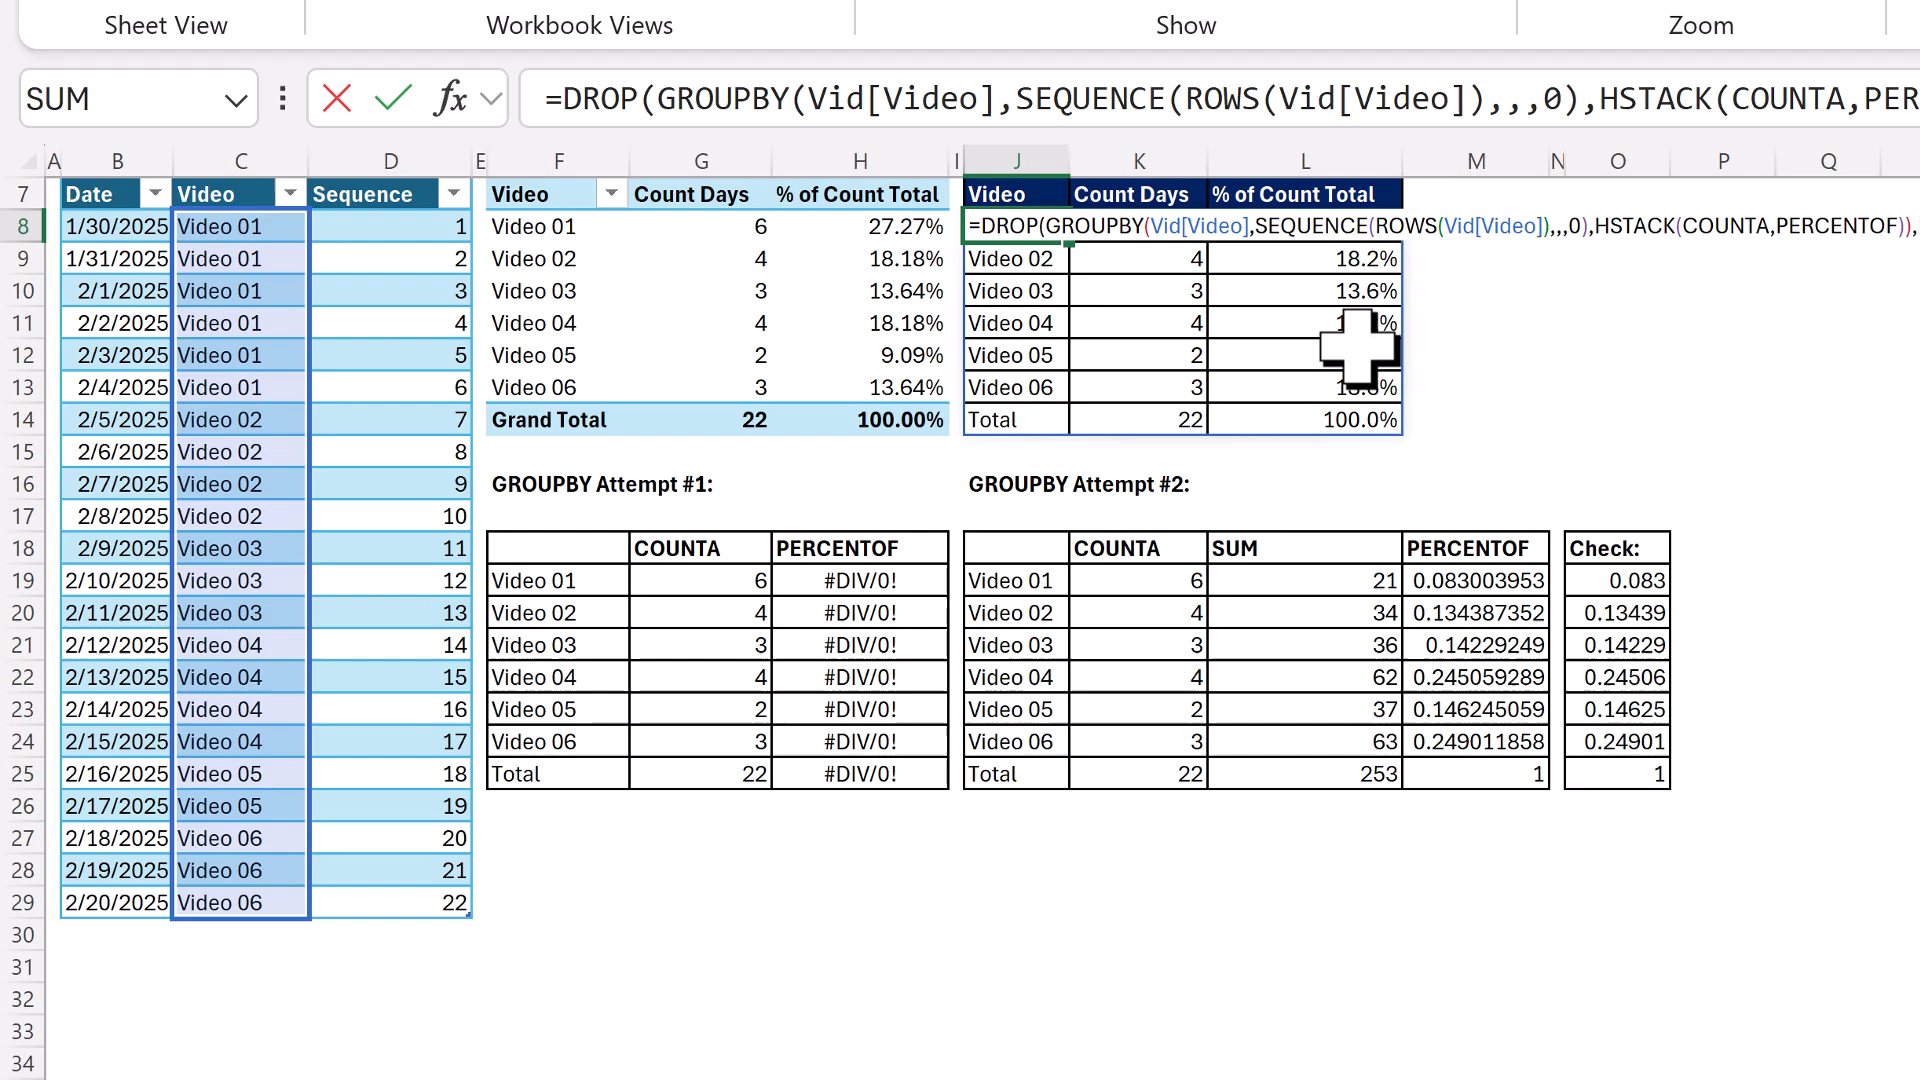 Sheet View Workbook Views Show Zoom
SUM fx =DROP(GROUPBY(Vid[Video],SEQUENCE(ROWS(Vid[Video]),,,0),HSTACK(COUNTA,PER
A B C D E F G H I J K L M N O P Q
7 Date Video Sequence Video Count Days % of Count Total Video Count Days % of Count Total
8 1/30/2025 Video 01 1 Video 01 6 27.27% =DROP(GROUPBY(Vid[Video],SEQUENCE(ROWS(Vid[Video]),,,0),HSTACK(COUNTA,PERCENTOF)),
9 1/31/2025 Video 01 2 Video 02 4 18.18% Video 02 4 18.2%
10 2/1/2025 Video 01 3 Video 03 3 13.64% Video 03 3 13.6%
11 2/2/2025 Video 01 4 Video 04 4 18.18% Video 04 4 %
12 2/3/2025 Video 01 5 Video 05 2 9.09% Video 05 2
13 2/4/2025 Video 01 6 Video 06 3 13.64% Video 06 3 %
14 2/5/2025 Video 02 7 Grand Total 22 100.00% Total 22 100.0%
15 2/6/2025 Video 02 8
16 2/7/2025 Video 02 9 GROUPBY Attempt #1: GROUPBY Attempt #2:
17 2/8/2025 Video 02 10
18 2/9/2025 Video 03 11 COUNTA PERCENTOF COUNTA SUM PERCENTOF Check:
19 2/10/2025 Video 03 12 Video 01 6 #DIV/0! Video 01 6 21 0.083003953 0.083
20 2/11/2025 Video 03 13 Video 02 4 #DIV/0! Video 02 4 34 0.134387352 0.13439
21 2/12/2025 Video 04 14 Video 03 3 #DIV/0! Video 03 3 36 0.14229249 0.14229
22 2/13/2025 Video 04 15 Video 04 4 #DIV/0! Video 04 4 62 0.245059289 0.24506
23 2/14/2025 Video 04 16 Video 05 2 #DIV/0! Video 05 2 37 0.146245059 0.14625
24 2/15/2025 Video 04 17 Video 06 3 #DIV/0! Video 06 3 63 0.249011858 0.24901
25 2/16/2025 Video 05 18 Total 22 #DIV/0! Total 22 253 1 1
26 2/17/2025 Video 05 19
27 2/18/2025 Video 06 20
28 2/19/2025 Video 06 21
29 2/20/2025 Video 06 22
30
31
32
33
34